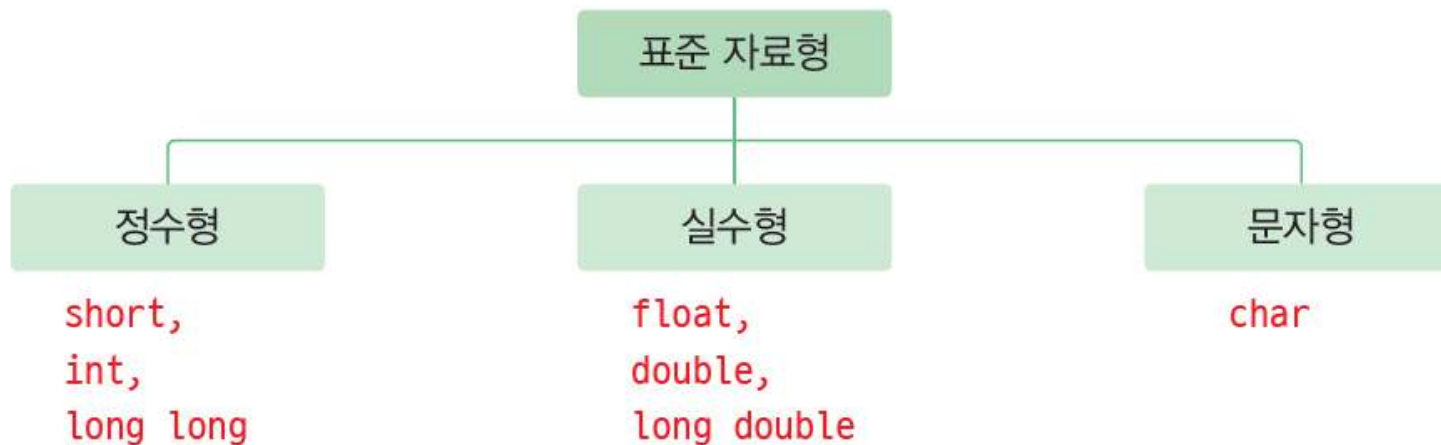 표준 자료형
정수형
실수형
문자형
short,
int,
long long
float,
double,
long double
char